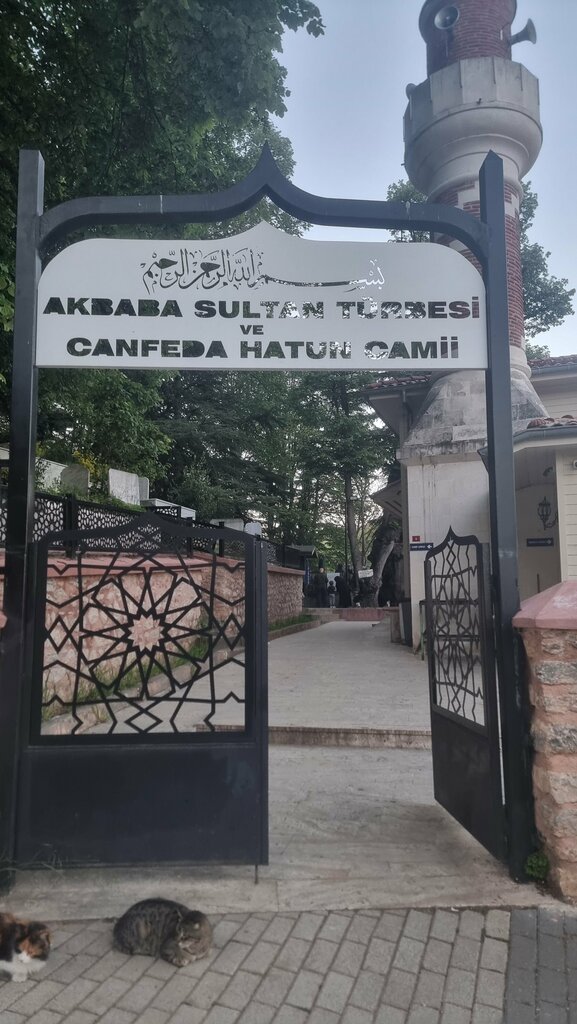 بسم الله الرحمن الرحيم
AKBABA SULTAN TÜRBESİ
VE
CANFEDA HATUN CAMİİ